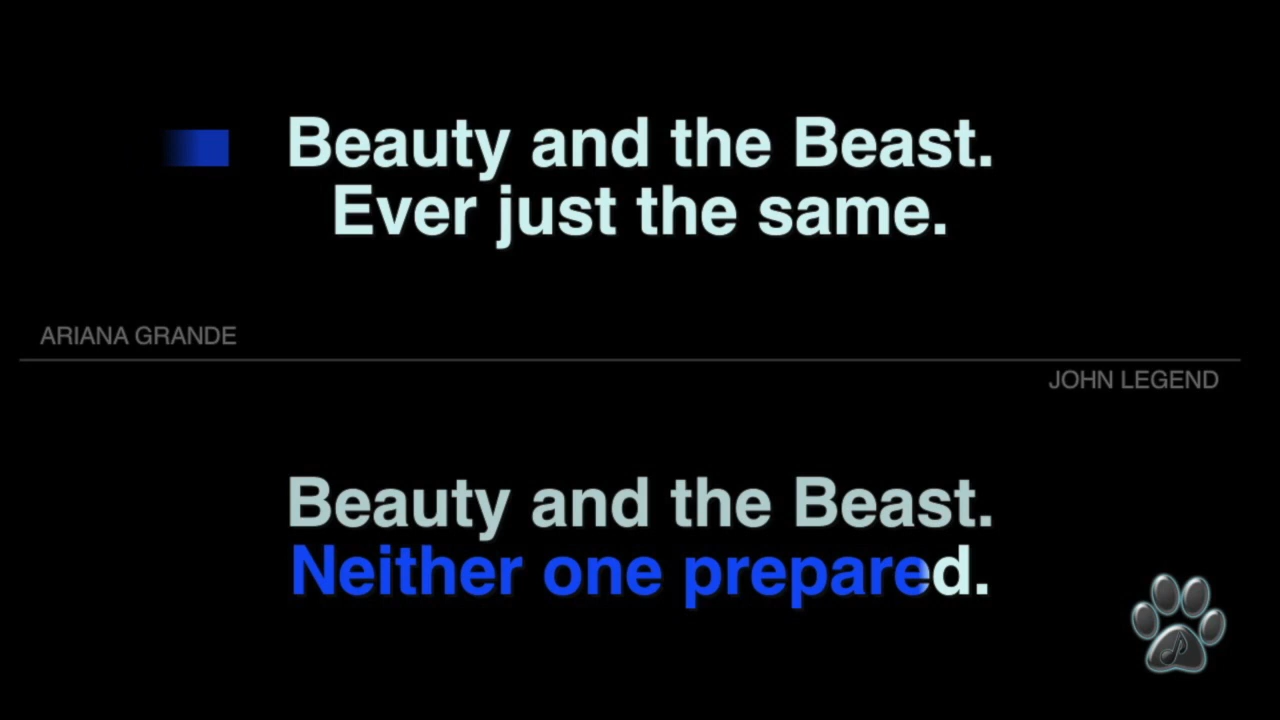 Beauty and the Beast.
Ever just the same.
ARIANA GRANDE
JOHN LEGEND
Beauty and the Beast.
Neither one prepared.